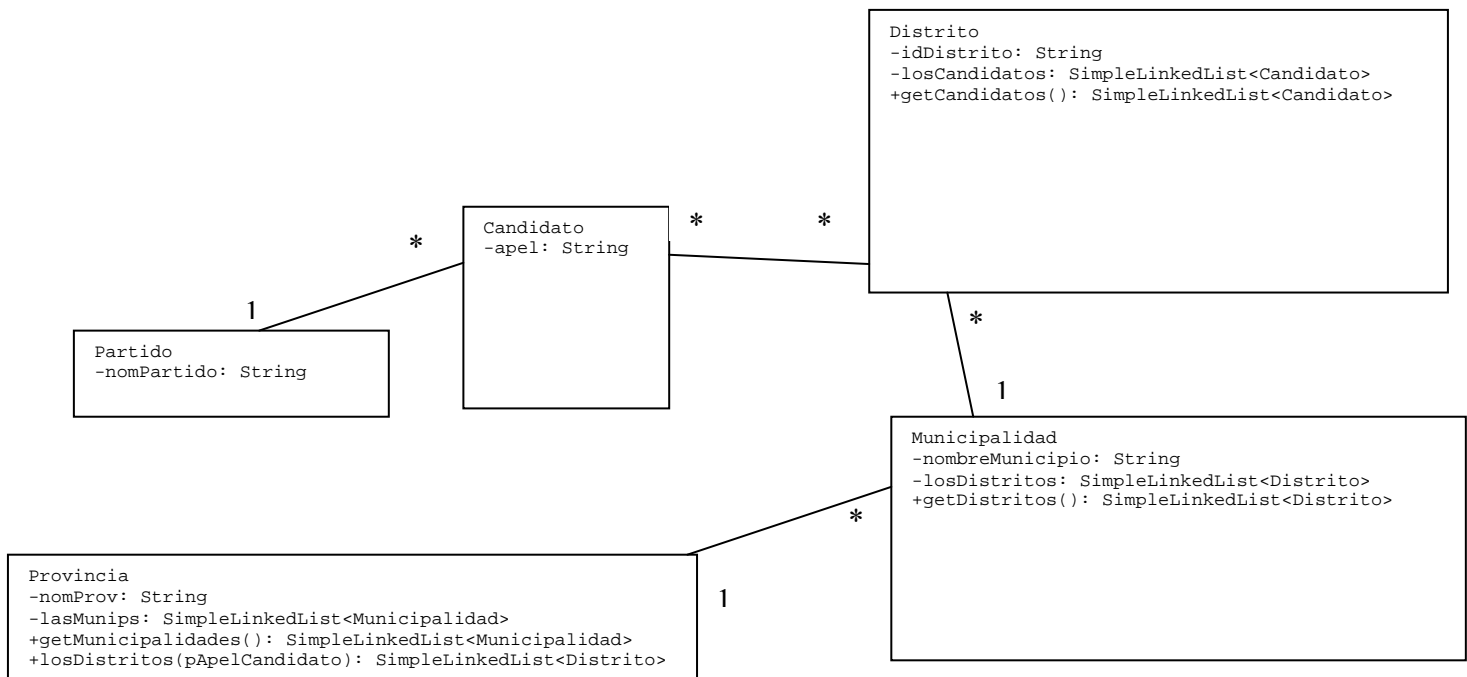 Distrito
-idDistrito: String
-losCandidatos: SimpleLinkedList<Candidato>
+getCandidatos(): SimpleLinkedList<Candidato>
Candidato
-apel: String
*
*
*
1
Partido
-nomPartido: String
*
1
Municipalidad
-nombreMunicipio: String
-losDistritos: SimpleLinkedList<Distrito>
+getDistritos(): SimpleLinkedList<Distrito>
*
1
Provincia
-nomProv: String
-lasMunips: SimpleLinkedList<Municipalidad>
+getMunicipalidades(): SimpleLinkedList<Municipalidad>
+losDistritos(pApelCandidato): SimpleLinkedList<Distrito>